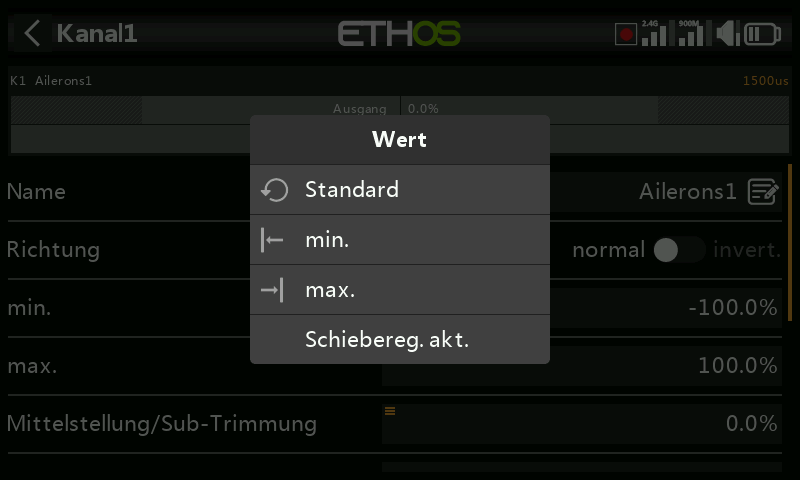 Kanal1
ETHOS
2.4G
900M
K1 Ailerons1
1500us
Ausgang
0.0%
Wert
Standard
min.
max.
Schiebereg. akt.
Name
Ailerons1
Richtung
normal
invert.
min.
-100.0%
max.
100.0%
Mittelstellung/Sub-Trimmung
0.0%